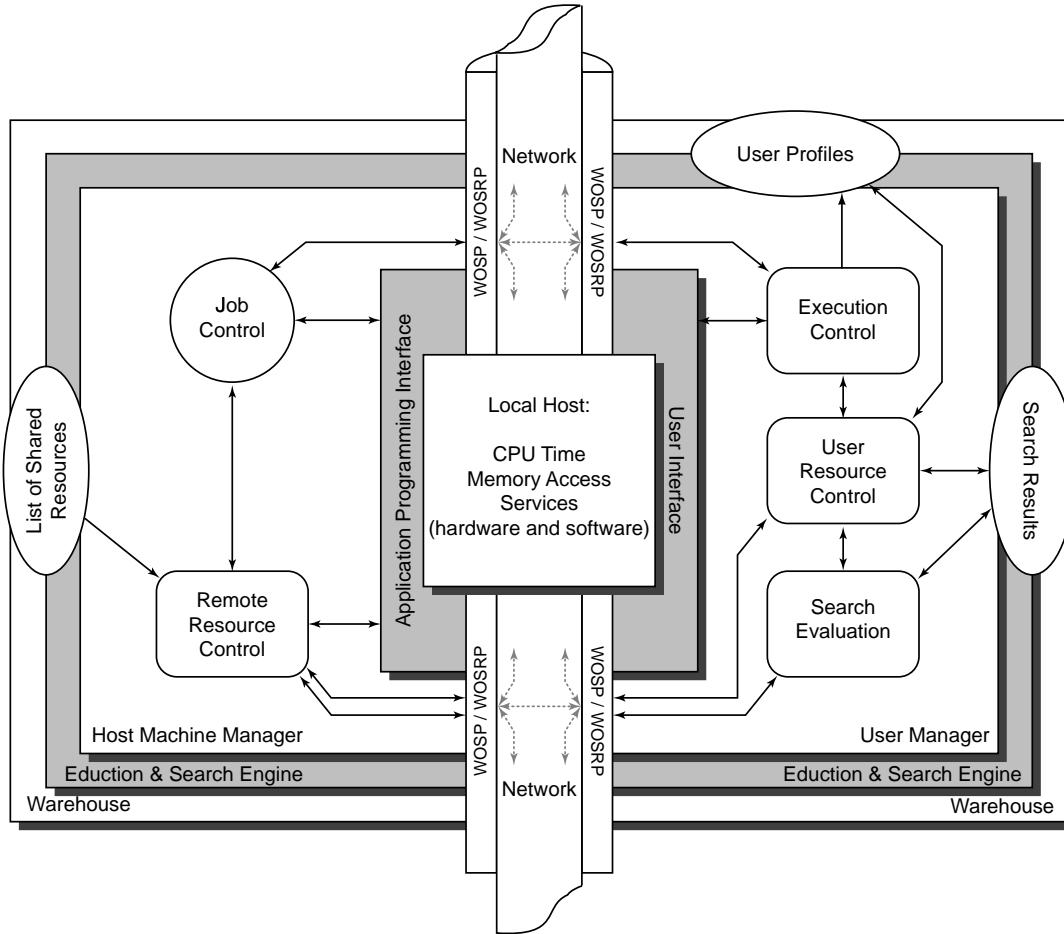 Network
User Profiles
WOSP / WOSRP
WOSP / WOSRP
Job
Control
Execution
Control
Application Programming Interface
User Interface
Local Host:
CPU Time
Memory Access
Services
(hardware and software)
List of Shared
Resources
User
Resource
Control
Search Results
Remote
Resource
Control
Search
Evaluation
WOSP / WOSRP
WOSP / WOSRP
Host Machine Manager
User Manager
Eduction & Search Engine
Network
Eduction & Search Engine
Warehouse
Warehouse